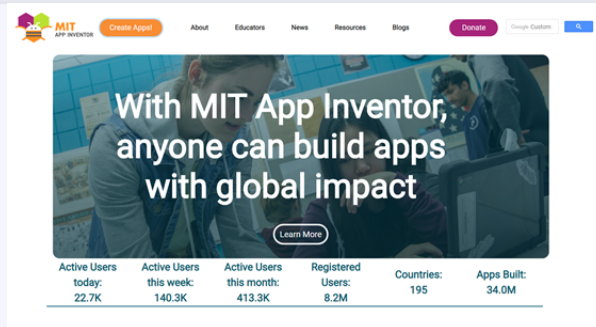 MIT
APP INVENTOR
Create Apps!
About
Educators
News
Resources
Blogs
Donate
Google Custom
With MIT App Inventor,
anyone can build apps
with global impact
Learn More
Active Users
today:
22.7K
Active Users
this week:
140.3K
Active Users
this month:
413.3K
Registered
Users:
8.2M
Countries:
195
Apps Built:
34.0M